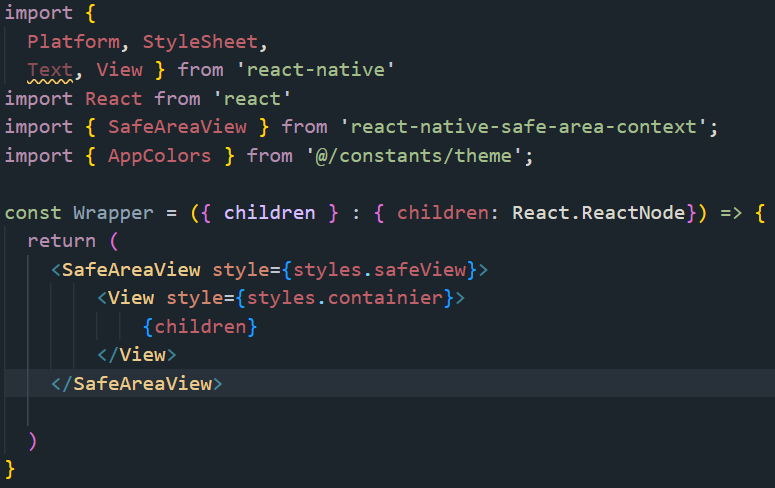 import {
  Platform, StyleSheet,
  Text, View } from 'react-native'
import React from 'react'
import { SafeAreaView } from 'react-native-safe-area-context';
import { AppColors } from '@/constants/theme';

const Wrapper = ({ children } : { children: React.ReactNode}) => {
  return (
    <SafeAreaView style={styles.safeView}>
        <View style={styles.containier}>
            {children}
        </View>
    </SafeAreaView>

  )
}